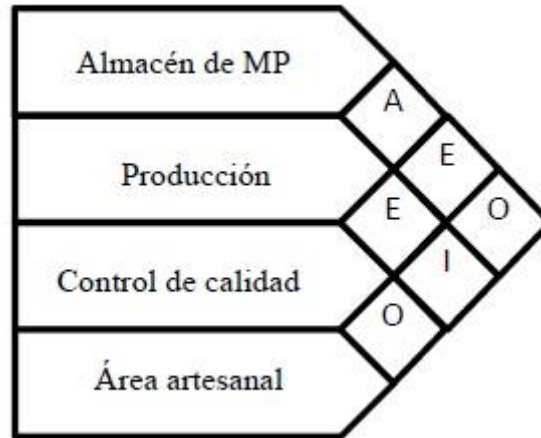 Almacén de MP
A
E
Producción
O
E
Control de calidad
I
O
Área artesanal